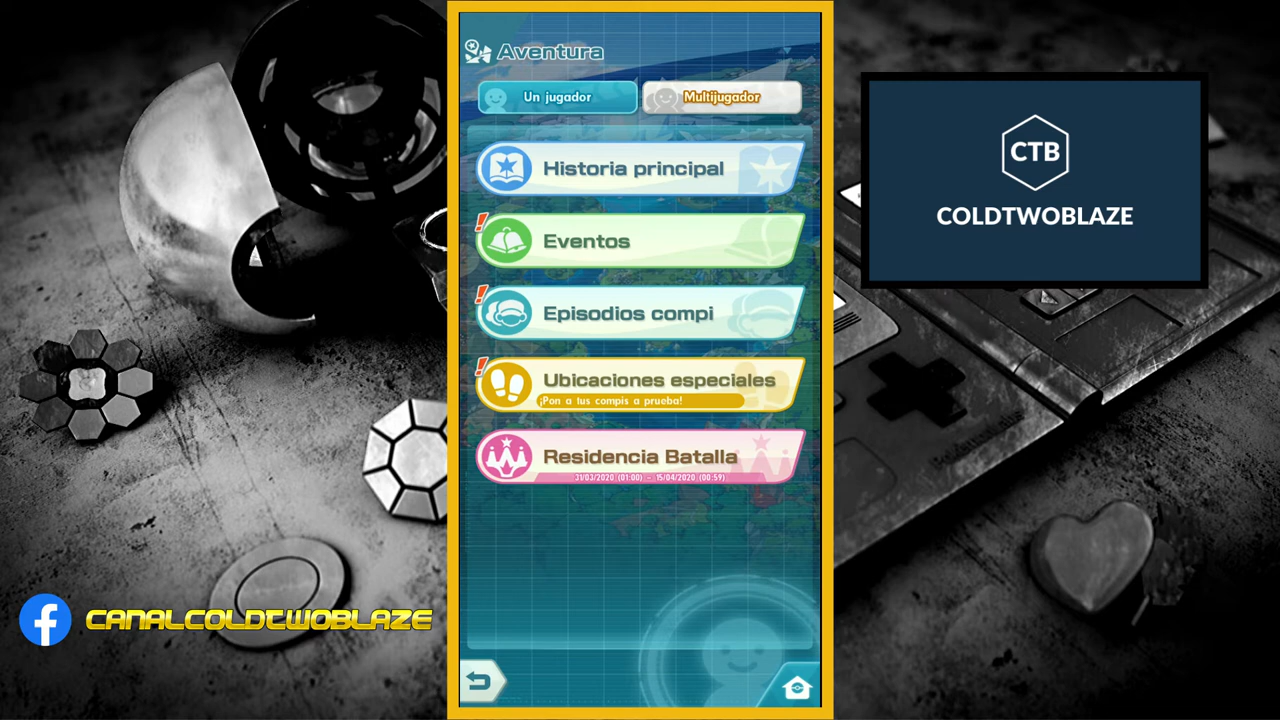 Aventura
Un jugador
Multijugador
Historia principal
Eventos
Episodios compi
Ubicaciones especiales
¡Pon a tus compis a prueba!
Residencia Batalla
31/03/2020 (01:00) – 15/04/2020 (00:59)
CTB
COLDTWOBLAZE
CANALCOLDTWOBLAZE